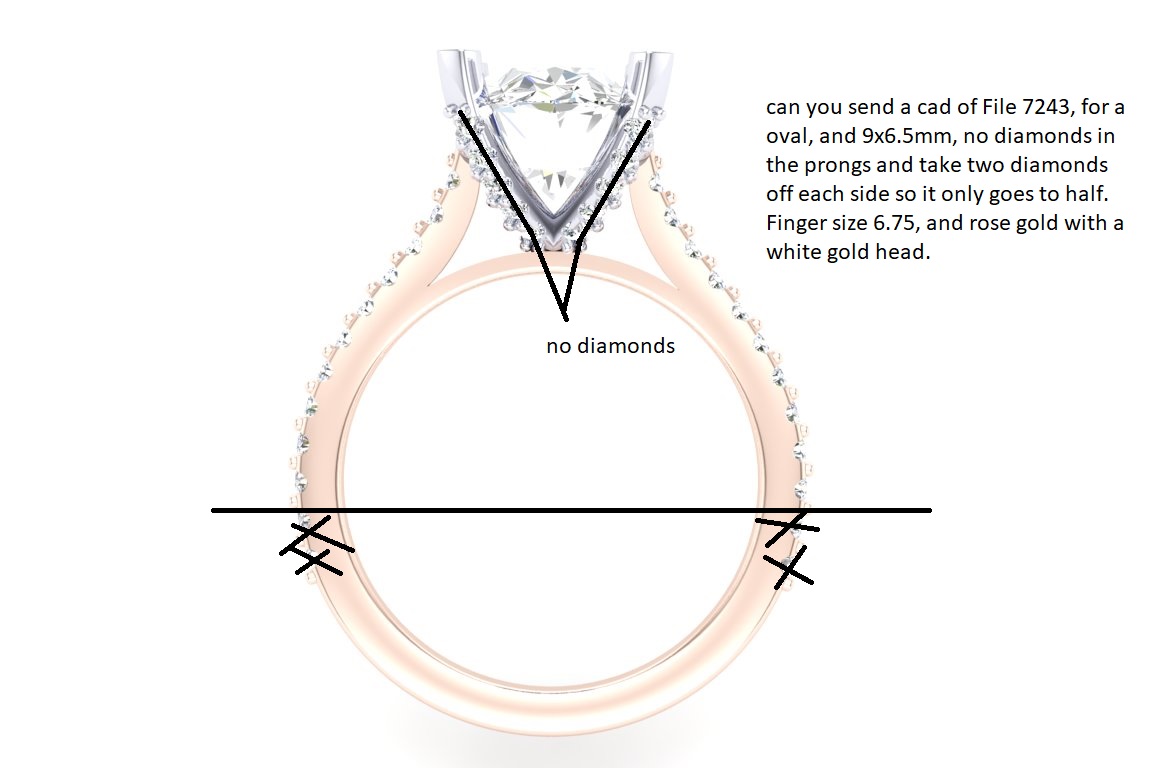 can you send a cad of File 7243, for a
oval, and 9x6.5mm, no diamonds in
the prongs and take two diamonds
off each side so it only goes to half.
Finger size 6.75, and rose gold with a
white gold head.
no diamonds